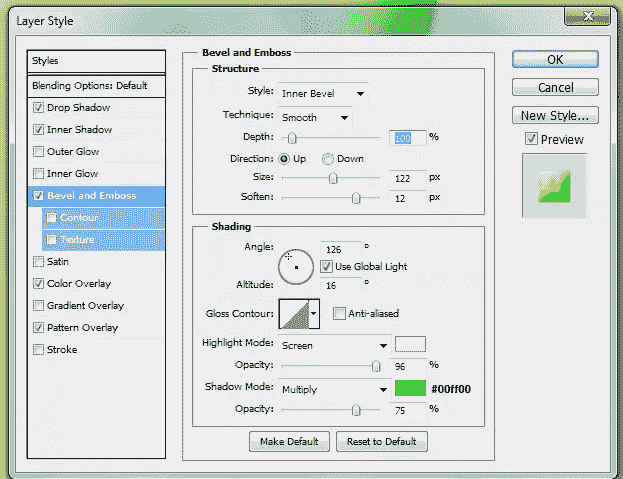 Layer Style
Styles
Blending Options: Default
Drop Shadow
Inner Shadow
Outer Glow
Inner Glow
Bevel and Emboss
Contour
Texture
Satin
Color Overlay
Gradient Overlay
Pattern Overlay
Stroke
Bevel and Emboss
Structure
Style: Inner Bevel
Technique: Smooth
Depth: 100 %
Direction: Up Down
Size: 122 px
Soften: 12 px
Shading
Angle: 126 °
Use Global Light
Altitude: 16 °
Gloss Contour: Anti-aliased
Highlight Mode: Screen
Opacity: 96 %
Shadow Mode: Multiply #00ff00
Opacity: 75 %
Make Default Reset to Default
OK
Cancel
New Style...
Preview